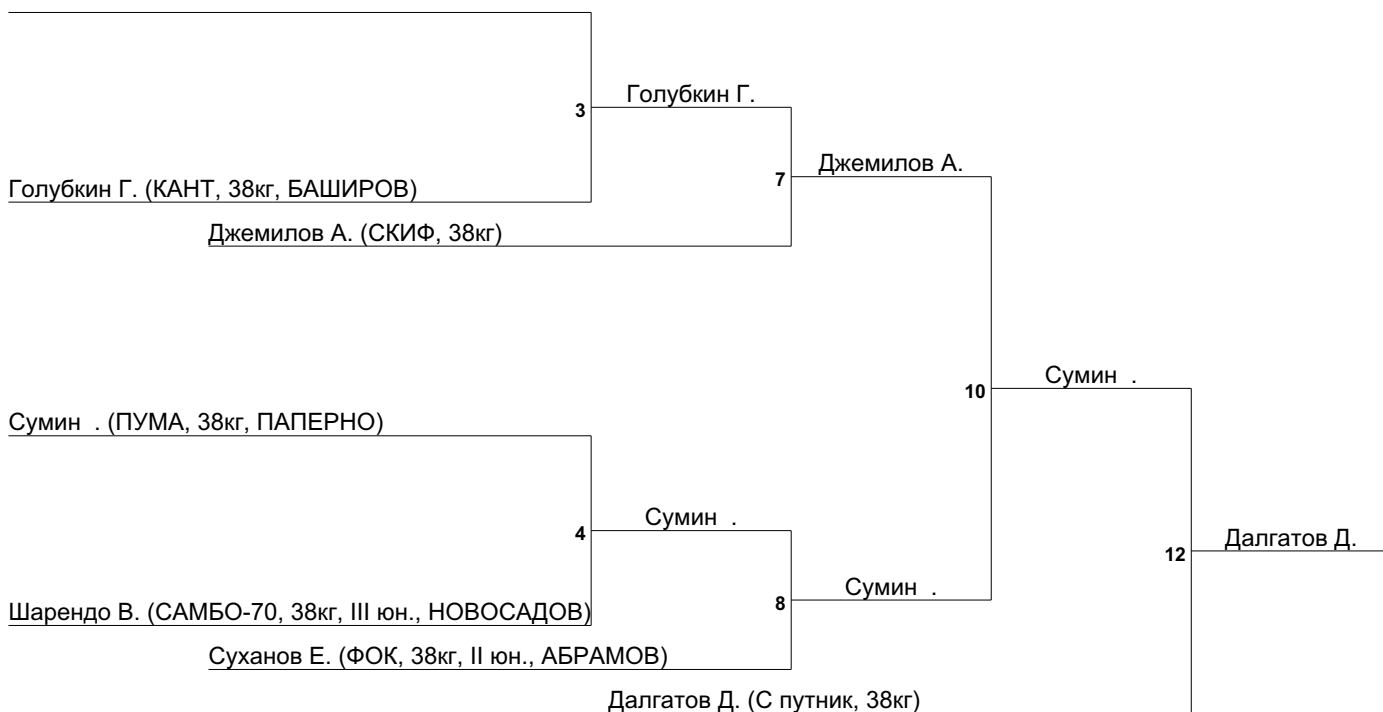 Голубкин Г.
3
Джемилов А.
7
Голубкин Г. (КАНТ, 38кг, БАШИРОВ)
Джемилов А. (СКИФ, 38кг)
Сумин .
10
Сумин . (ПУМА, 38кг, ПАПЕРНО)
Сумин .
4
Далгатов Д.
12
Сумин .
8
Шарендо В. (САМБО-70, 38кг, III юн., НОВОСАДОВ)
Суханов Е. (ФОК, 38кг, II юн., АБРАМОВ)
Далгатов Д. (С путник, 38кг)